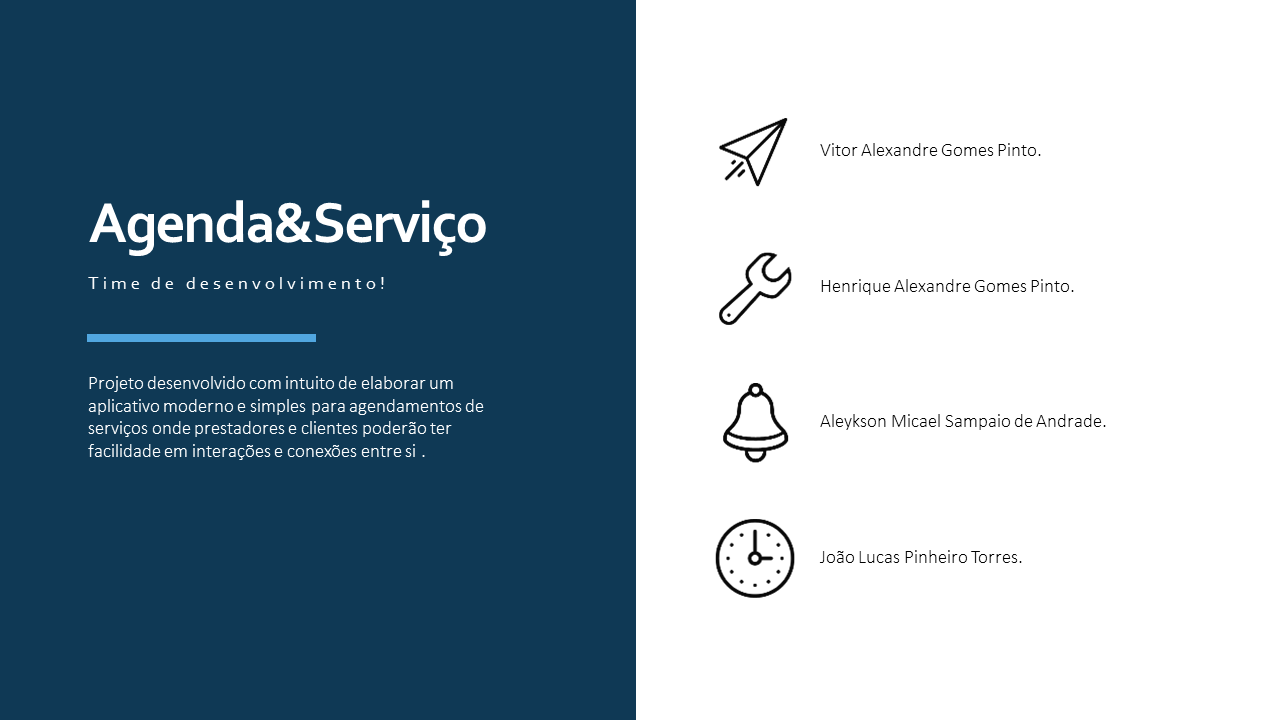 Agenda&Serviço
Time de desenvolvimento!
Projeto desenvolvido com intuito de elaborar um
aplicativo moderno e simples para agendamentos de
serviços onde prestadores e clientes poderão ter
facilidade em interações e conexões entre si .
Vitor Alexandre Gomes Pinto.
Henrique Alexandre Gomes Pinto.
Aleykson Micael Sampaio de Andrade.
João Lucas Pinheiro Torres.